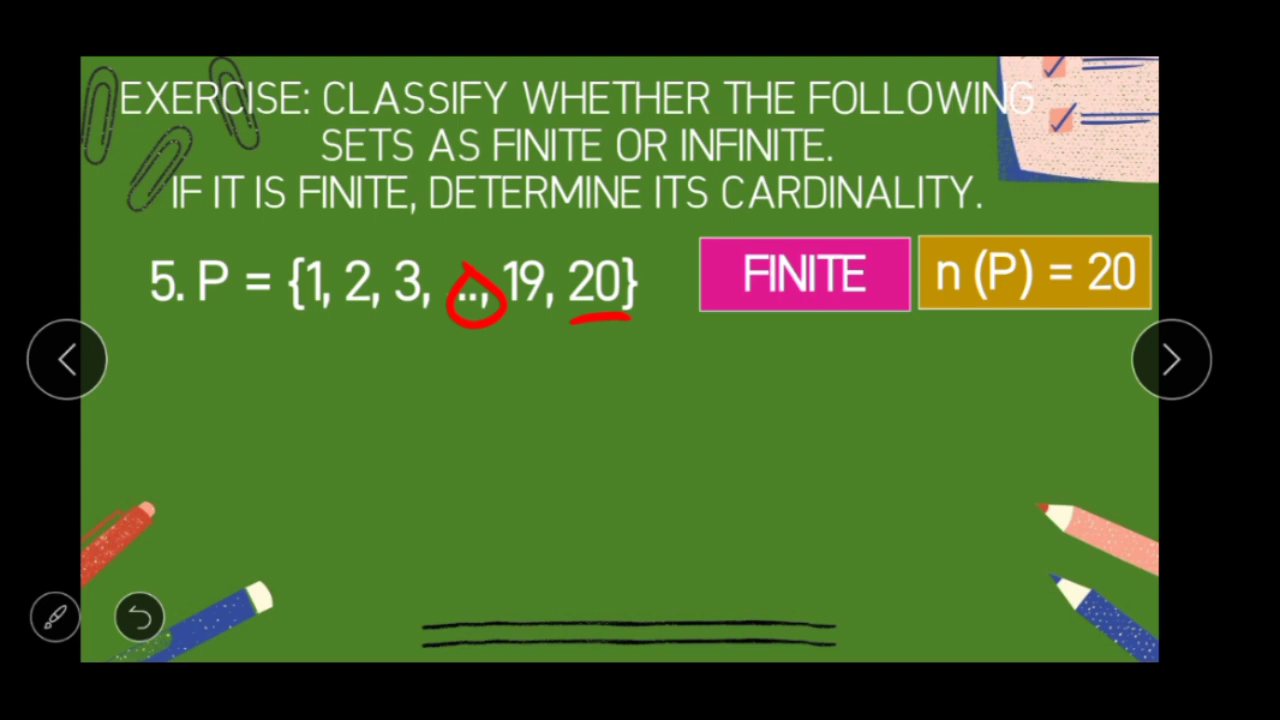 EXERCISE: CLASSIFY WHETHER THE FOLLOWING
SETS AS FINITE OR INFINITE.
IF IT IS FINITE, DETERMINE ITS CARDINALITY.
5. P = {1, 2, 3, ..., 19, 20} FINITE n (P) = 20